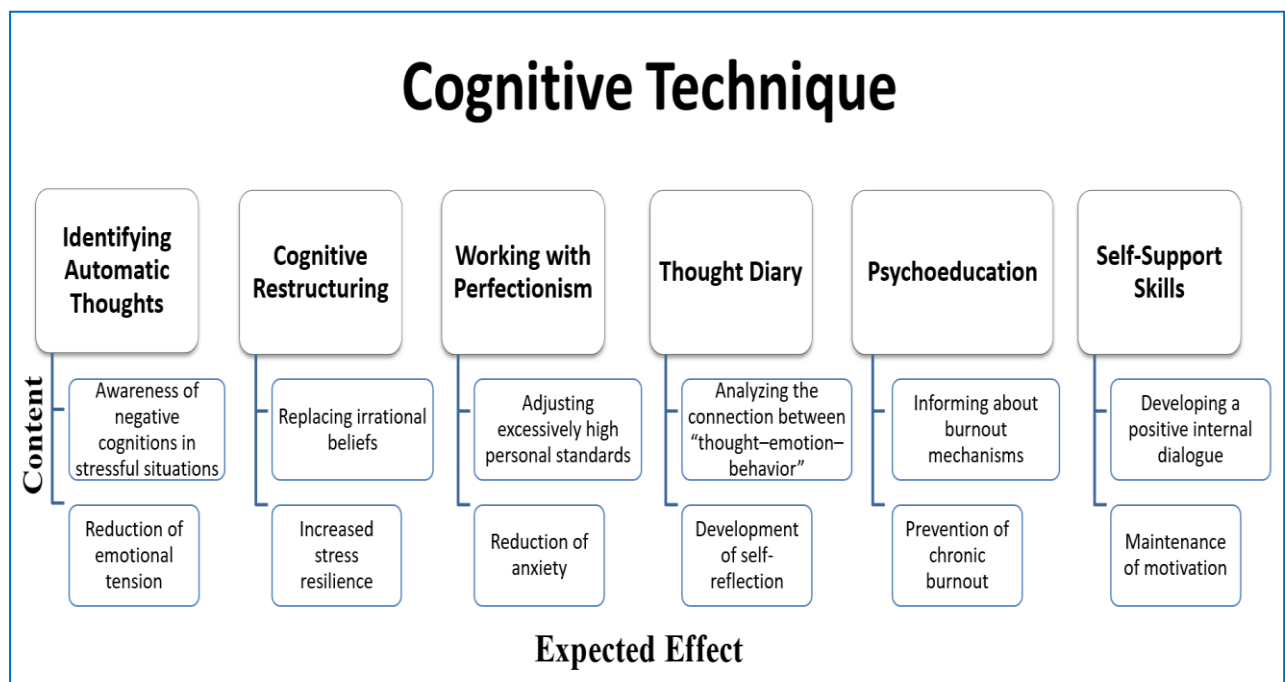 Cognitive Technique
Identifying
Automatic
Thoughts
Cognitive
Restructuring
Working with
Perfectionism
Thought Diary
Psychoeducation
Self-Support
Skills
Content
Awareness of
negative
cognitions in
stressful situations
Replacing irrational
beliefs
Adjusting
excessively high
personal standards
Analyzing the
connection between
“thought–emotion–
behavior”
Informing about
burnout
mechanisms
Developing a
positive internal
dialogue
Reduction of
emotional
tension
Increased
stress
resilience
Reduction of
anxiety
Development
of self-
reflection
Prevention of
chronic
burnout
Maintenance
of motivation
Expected Effect